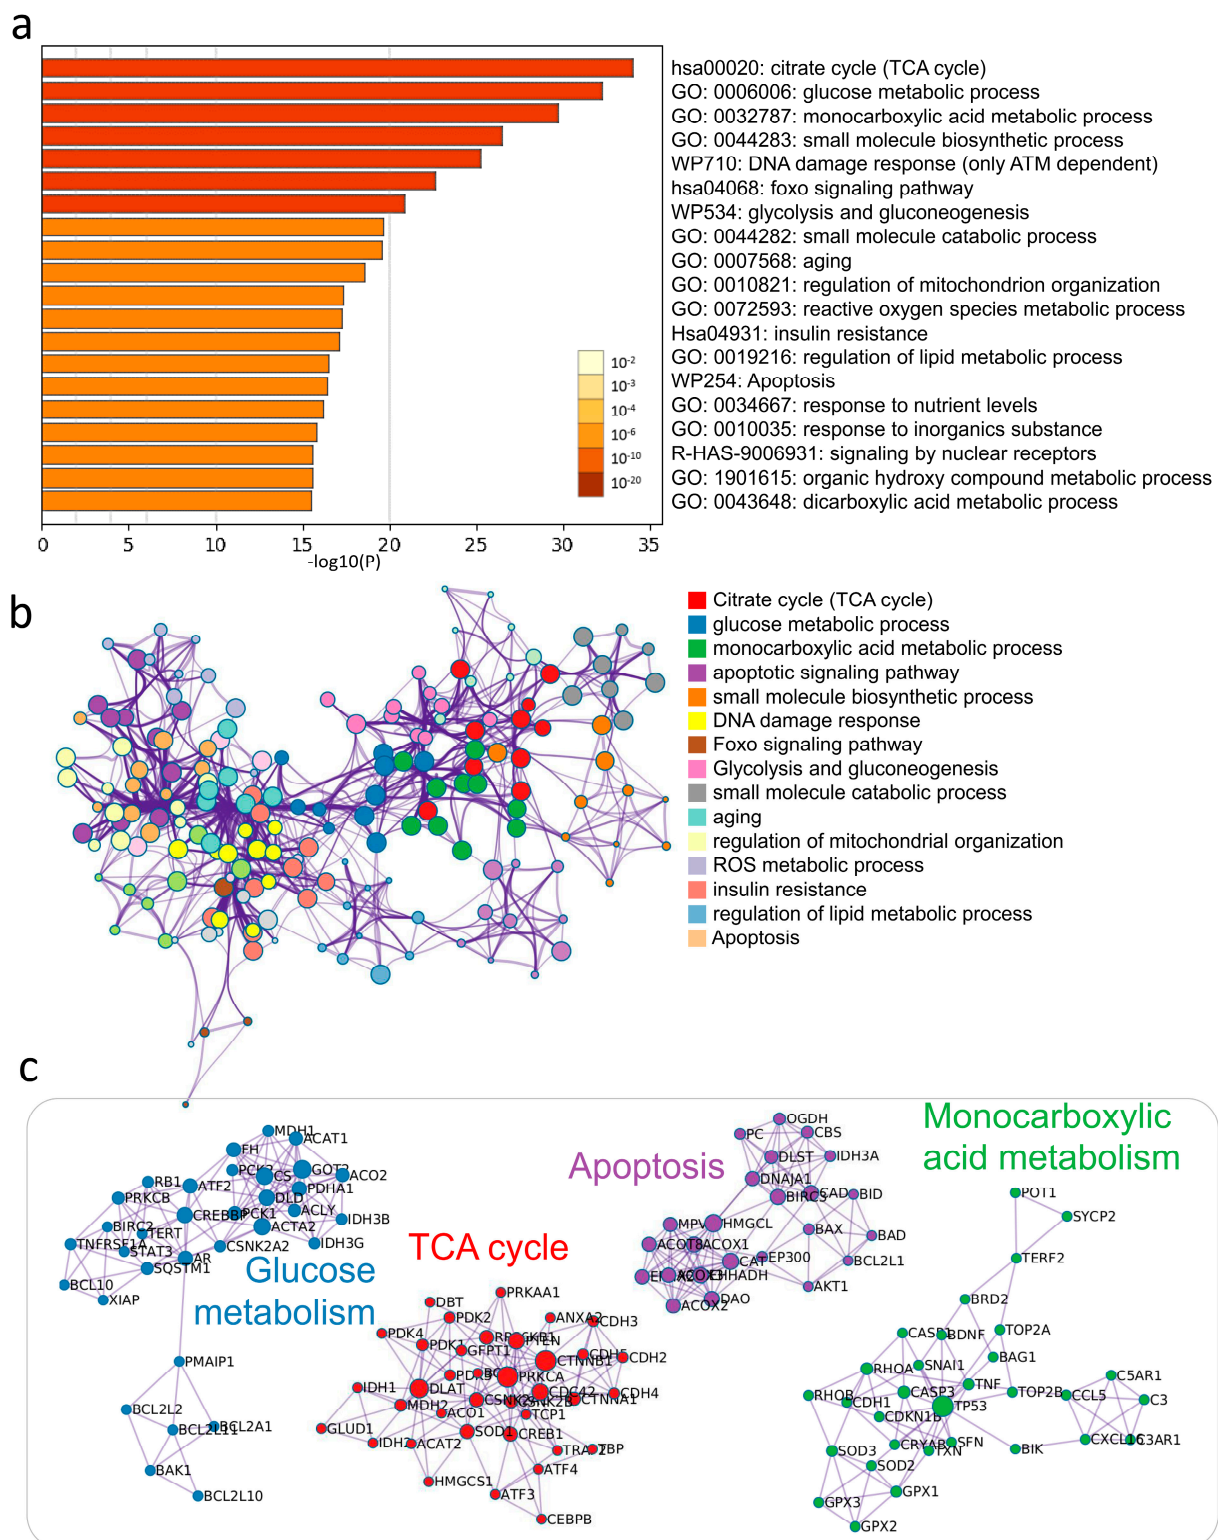 a
hsa00020: citrate cycle (TCA cycle)
GO: 0006006: glucose metabolic process
GO: 0032787: monocarboxylic acid metabolic process
GO: 0044283: small molecule biosynthetic process
WP710: DNA damage response (only ATM dependent)
hsa04068: foxo signaling pathway
WP534: glycolysis and gluconeogenesis
GO: 0044282: small molecule catabolic process
GO: 0007568: aging
GO: 0010821: regulation of mitochondrion organization
GO: 0072593: reactive oxygen species metabolic process
Hsa04931: insulin resistance
GO: 0019216: regulation of lipid metabolic process
WP254: Apoptosis
GO: 0034667: response to nutrient levels
GO: 0010035: response to inorganics substance
R-HAS-9006931: signaling by nuclear receptors
GO: 1901615: organic hydroxy compound metabolic process
GO: 0043648: dicarboxylic acid metabolic process
10-2
10-3
10-4
10-6
10-10
10-20
0 5 10 15 20 25 30 35
-log10(P)
b
Citrate cycle (TCA cycle)
glucose metabolic process
monocarboxylic acid metabolic process
apoptotic signaling pathway
small molecule biosynthetic process
DNA damage response
Foxo signaling pathway
Glycolysis and gluconeogenesis
small molecule catabolic process
aging
regulation of mitochondrial organization
ROS metabolic process
insulin resistance
regulation of lipid metabolic process
Apoptosis
c
Glucose
metabolism
MDH1
ACAT1
FH
CS
ACO2
PDHA1
RB1
ATF2
DLD
PRKCB
PCK1
ACLY
CREBBP
IDH3B
BIRC2
TERT
ACTA2
STAT3
AR
CSNK2A2
IDH3G
SQSTM1
BCL10
XIAP
PMAIP1
BCL2L2
BCL2L11
BCL2A1
BAK1
BCL2L10
TCA cycle
PRKAA1
DBT
PDK2
ANXA2
CDH3
PDK4
PDK1
PTEN
GFPT1
CTNNB1
CDH5
CDH2
PRKCA
IDH1
DLAT
CDC42
CDH4
MDH2
CTNNA1
ACO1
TCP1
GLUD1
SOD1
CREB1
IDH2
ACAT2
HMGCS1
ATF4
ATF3
CEBPB
Apoptosis
OGDH
PC
CBS
DLST
IDH3A
DNAJA1
BIRC3
BID
HMGCL
BAX
BAD
ACOX1
CAT
EP300
BCL2L1
EHHADH
AKT1
DAO
ACOX2
Monocarboxylic
acid metabolism
POT1
SYCP2
TERF2
BRD2
TOP2A
BDNF
BAG1
SNAI1
RHOA
C5AR1
TNF
TOP2B
CCL5
C3
RHOB
CASP3
CDH1
TP53
CDKN1B
SFN
C3AR1
SOD3
CRYAB
TXN
BIK
SOD2
GPX1
GPX3
GPX2